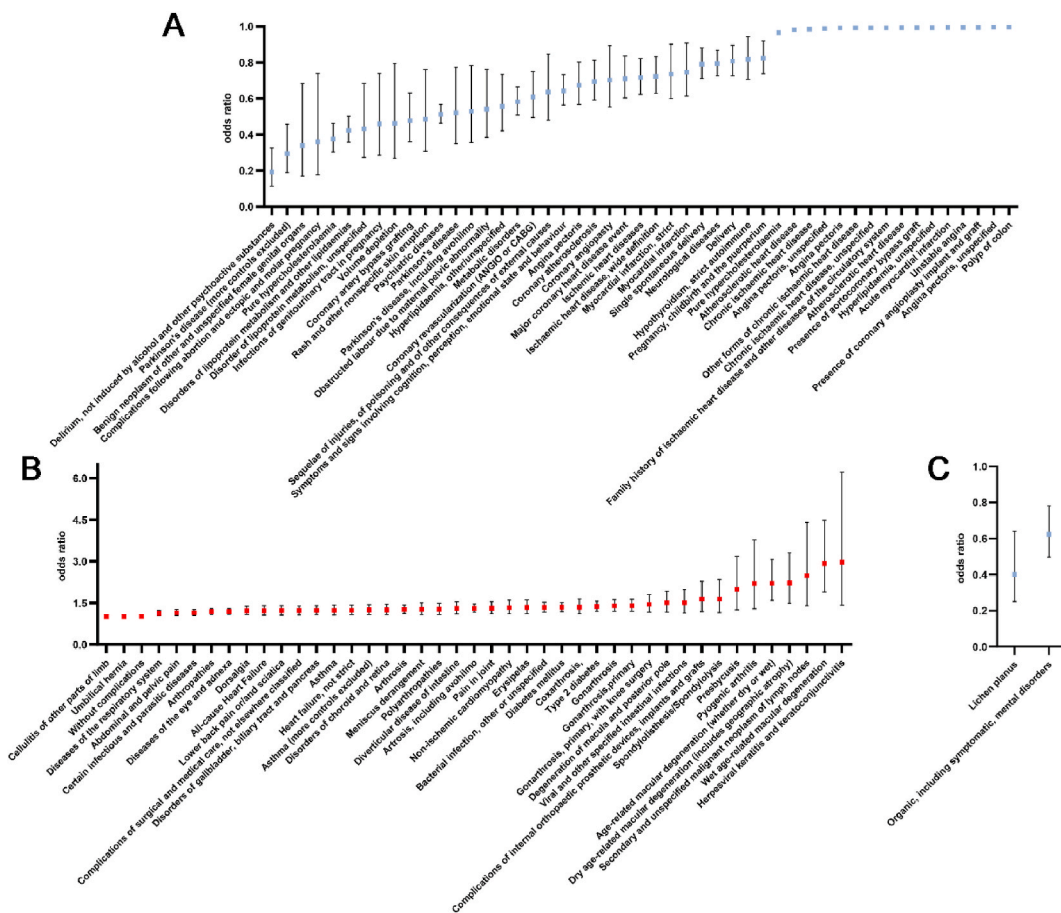 A
odds ratio
1.0
0.8
0.6
0.4
0.2
0.0
Delirium, not induced by alcohol and other psychoactive substances
Parkinson's disease (more controls excluded)
Benign neoplasm of other and unspecified female genital organs
Complications following abortion and ectopic and molar pregnancy
Pure hypercholesterolaemia
Disorders of lipoprotein metabolism and other lipidaemias
Disorder of lipoprotein metabolism, unspecified
Infections of genitourinary tract in pregnancy
Volume depletion
Coronary artery bypass grafting
Rash and other nonspecific skin eruption
Psychiatric diseases
Parkinson's disease
Parkinson's disease, including avohilmo
Obstructed labour due to maternal pelvic abnormality
Hyperlipidaemia, other/unspecified
Metabolic disorders
Coronary revascularization (ANGIO or CABG)
Sequelae of injuries, of poisoning and of other consequences of external causes
Symptoms and signs involving cognition, perception, emotional state and behaviour
Angina pectoris
Coronary atherosclerosis
Coronary angioplasty
Major coronary heart disease event
Ischemic heart diseases
Ischaemic heart disease, wide definition
Myocardial infarction, strict
Myocardial infarction
Single spontaneous delivery
Neurological diseases
Delivery
Hypothyroidism, strict autoimmune
Pregnancy, childbirth and the puerperium
Pure hypercholesterolaemia
Atherosclerotic heart disease
Chronic ischaemic heart disease
Angina pectoris, unspecified
Angina pectoris
Other forms of chronic ischaemic heart disease
Chronic ischaemic heart disease, unspecified
Family history of ischaemic heart disease and other diseases of the circulatory system
Atherosclerotic heart disease
Presence of aortocoronary bypass graft
Hyperlipidaemia, unspecified
Acute myocardial infarction
Unstable angina
Presence of coronary angioplasty implant and graft
Angina pectoris, unspecified
Polyp of colon
B
odds ratio
6.0
4.5
3.0
1.5
0.0
Cellulitis of other parts of limb
Umbilical hernia
Without complications
Diseases of the respiratory system
Abdominal and pelvic pain
Certain infectious and parasitic diseases
Arthropathies
Diseases of the eye and adnexa
Dorsalgia
All-cause Heart Failure
Lower back pain or/and sciatica
Complications of surgical and medical care, not elsewhere classified
Disorders of gallbladder, biliary tract and pancreas
Asthma
Heart failure, not strict
Asthma (more controls excluded)
Disorders of choroid and retina
Arthrosis
Meniscus derangement
Polyarthropathies
Diverticular disease of intestine
Artrosis, including avohilmo
Pain in joint
Non-ischemic cardiomyopathy
Erysipelas
Bacterial infection, other or unspecified
Diabetes mellitus
Coxarthrosis,
Type 2 diabetes
Gonarthrosis
Gonarthrosis,primary
Gonarthrosis, primary, with knee surgery
Degeneration of macula and posterior pole
Viral and other specified intestinal infections
Complications of internal orthopaedic prosthetic devices, implants and grafts
Spondylolisthesis/Spondylolysis
Presbycusis
Pyogenic arthritis
Age-related macular degeneration (whether dry or wet)
Dry age-related macular degeneration (includes geographic atrophy)
Secondary and unspecified malignant neoplasm of lymph nodes
Wet age-related macular degeneration
Herpesviral keratitis and keratoconjunctivitis
C
odds ratio
1.0
0.8
0.6
0.4
0.2
0.0
Lichen planus
Organic, including symptomatic, mental disorders